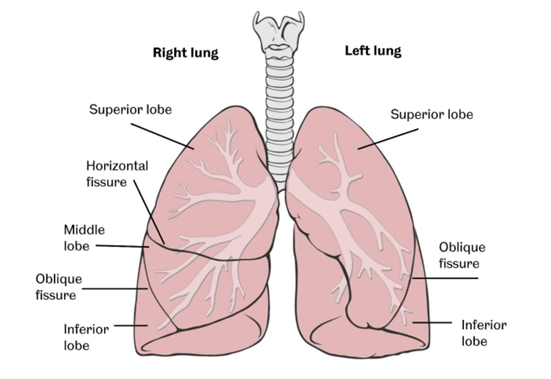 Right lung
Left lung
Superior lobe
Superior lobe
Horizontal
fissure
Middle
lobe
Oblique
fissure
Oblique
fissure
Inferior
lobe
Inferior
lobe